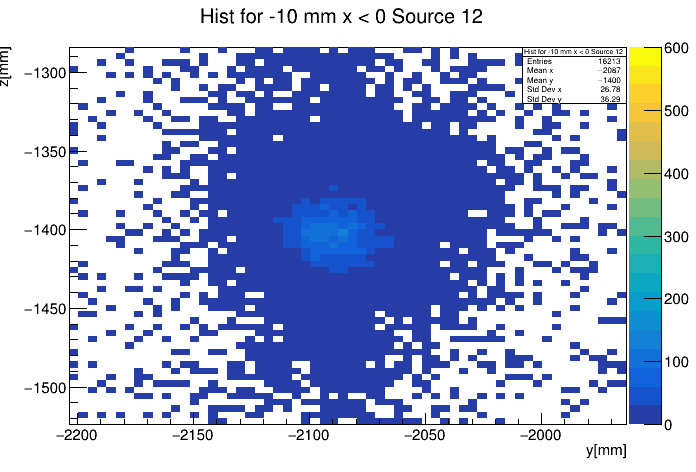 Hist for -10 mm x < 0 Source 12
z[mm]
Hist for -10 mm x < 0 Source 12
Entries 16213
Mean x −2087
Mean y −1400
Std Dev x 26.78
Std Dev y 36.29
−1300
−1350
−1400
−1450
−1500
−2200 −2150 −2100 −2050 −2000
y[mm]
600
500
400
300
200
100
0